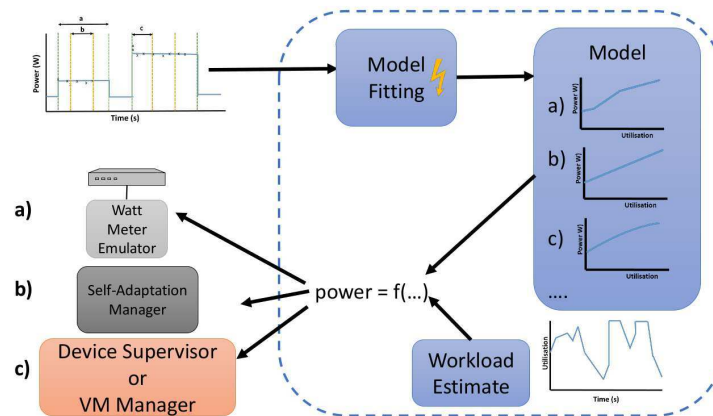 a
b
c
Power (W)
Time (s)
Model
Fitting
Model
a)
Power W)
Utilisation
b)
Power W)
Utilisation
c)
Power W)
Utilisation
....
a)
Watt
Meter
Emulator
b)
Self-Adaptation
Manager
c)
Device Supervisor
or
VM Manager
power = f(...)
Workload
Estimate
Utilisation
Time (s)